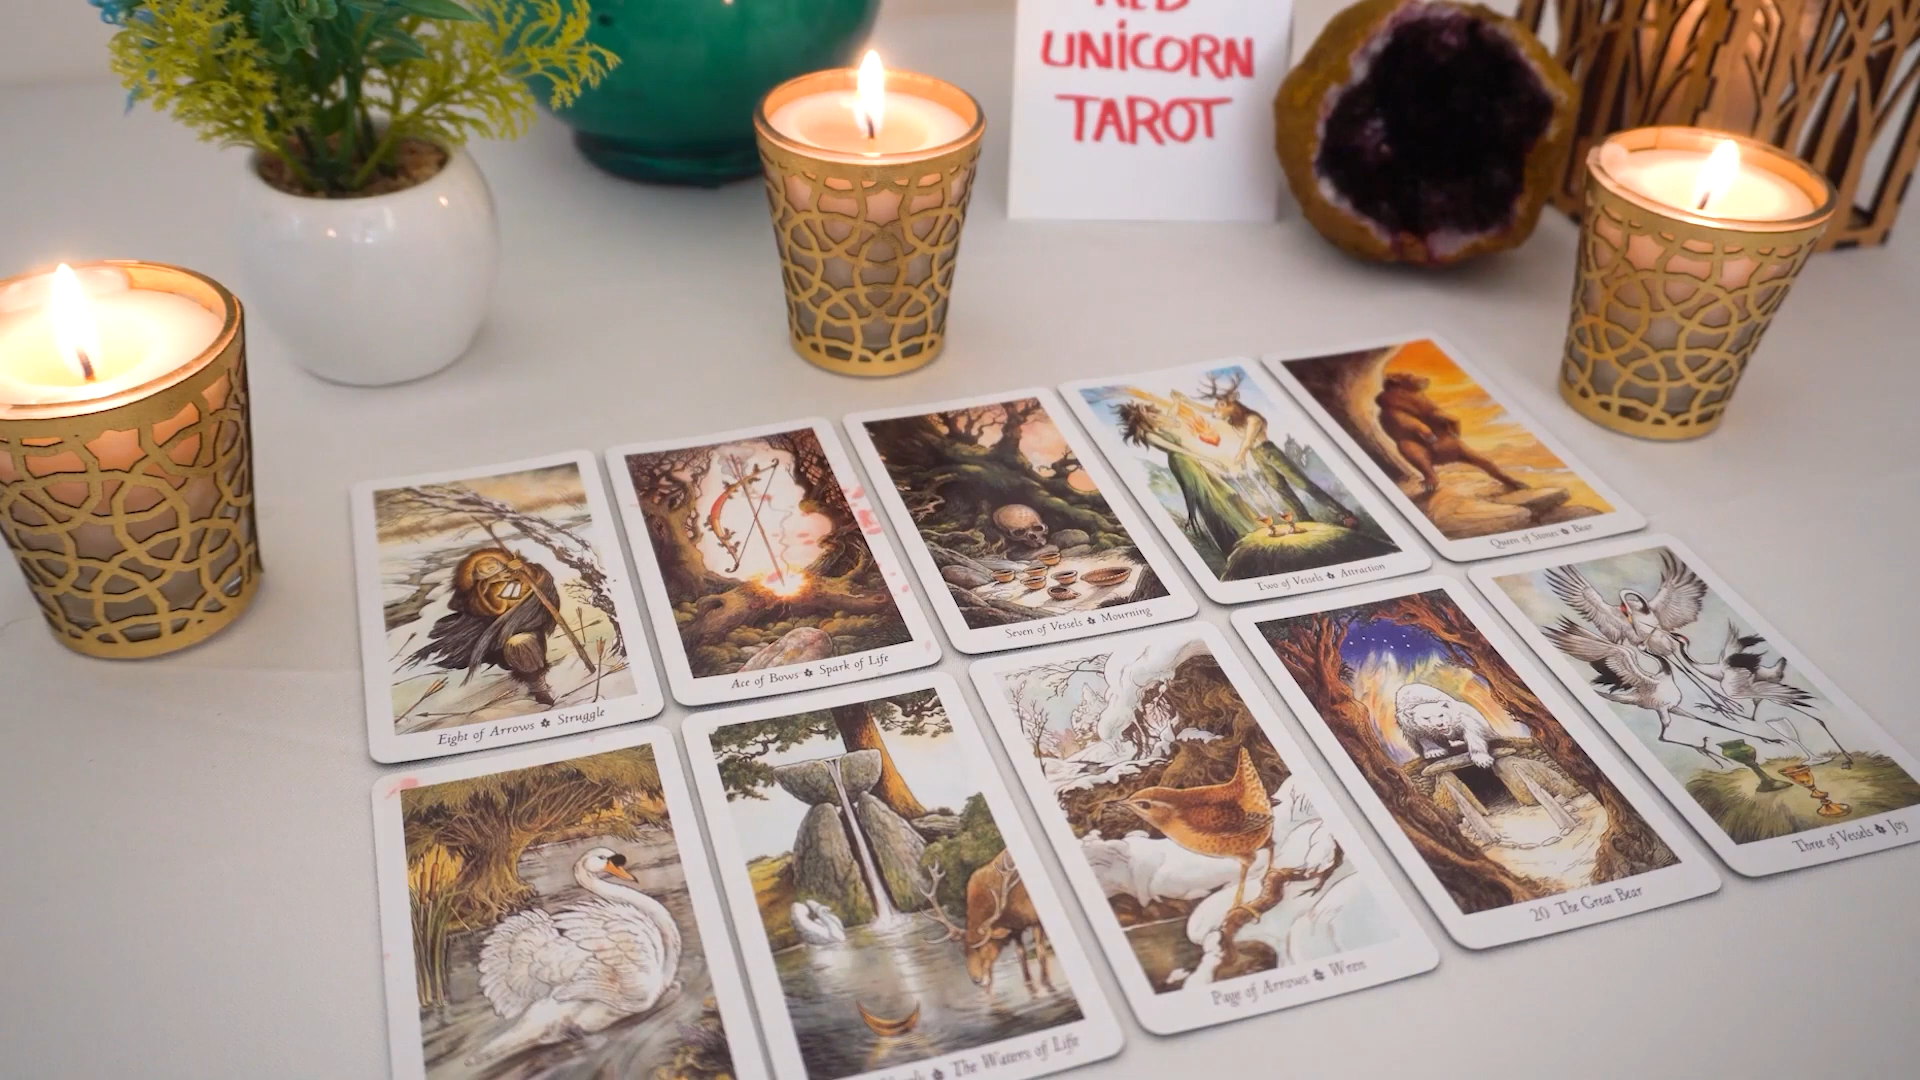 RED
UNICORN
TAROT
Eight of Arrows Struggle
Ace of Bows Spark of Life
Seven of Vessels Mourning
Two of Vessels Attraction
Queen of Stones Bear
The Waters of Life
Page of Arrows Wren
20 The Great Bear
Three of Vessels Joy